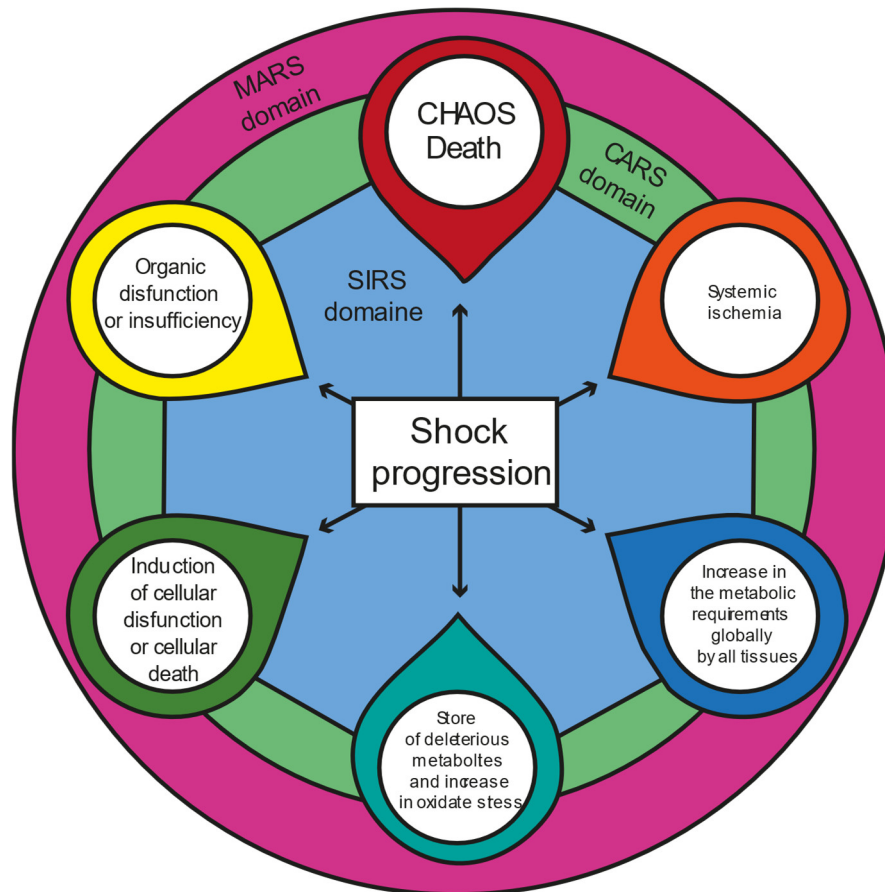 MARS
domain
CHAOS
Death
CARS
domain
Organic
disfunction
or insufficiency
SIRS
domaine
Systemic
ischemia
Shock
progression
Induction
of cellular
disfunction
or cellular
death
Increase in
the metabolic
requirements
globally
by all tissues
Store
of deleterious
metaboltes
and increase
in oxidate stess